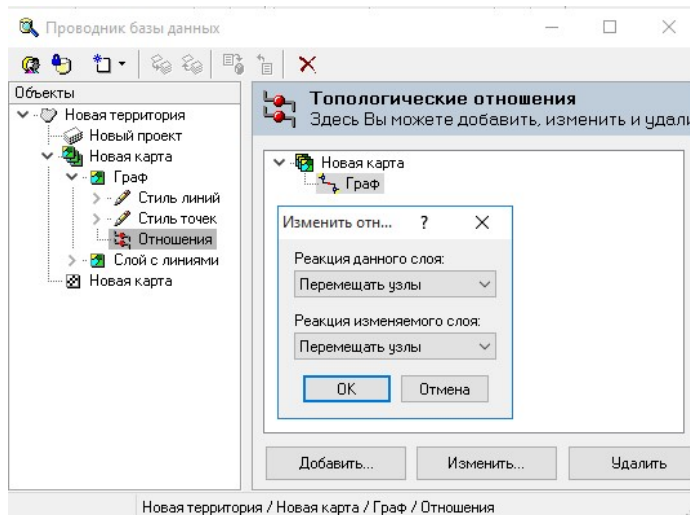 Проводник базы данных
Объекты
Новая территория
Новый проект
Новая карта
Граф
Стиль линий
Стиль точек
Отношения
Слой с линиями
Новая карта
Топологические отношения
Здесь Вы можете добавить, изменить и удали
Новая карта
Граф
Изменить отн... ?
Реакция данного слоя:
Перемещать узлы
Реакция изменяемого слоя:
Перемещать узлы
OK Отмена
Добавить... Изменить... Удалить
Новая территория / Новая карта / Граф / Отношения